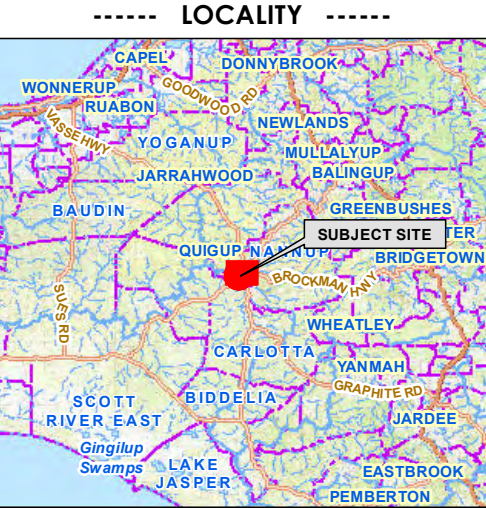 ------ LOCALITY ------
CAPEL
DONNYBROOK
GOODWOOD RD
WONNERUP
RUABON
VASSE HWY
NEWLANDS
YOGANUP
MULLALYUP
JARRAHWOOD
BALINGUP
BAUDIN
GREENBUSHES
SUBJECT SITE
TER
QUIGUP
NANNUP
BRIDGETOWN
BROCKMAN HWY
SUES RD
WHEATLEY
CARLOTTA
YANMAH
GRAPHITE RD
SCOTT
RIVER EAST
BIDDELIA
JARDEE
Gingilup
Swamps
LAKE
JASPER
EASTBROOK
PEMBERTON